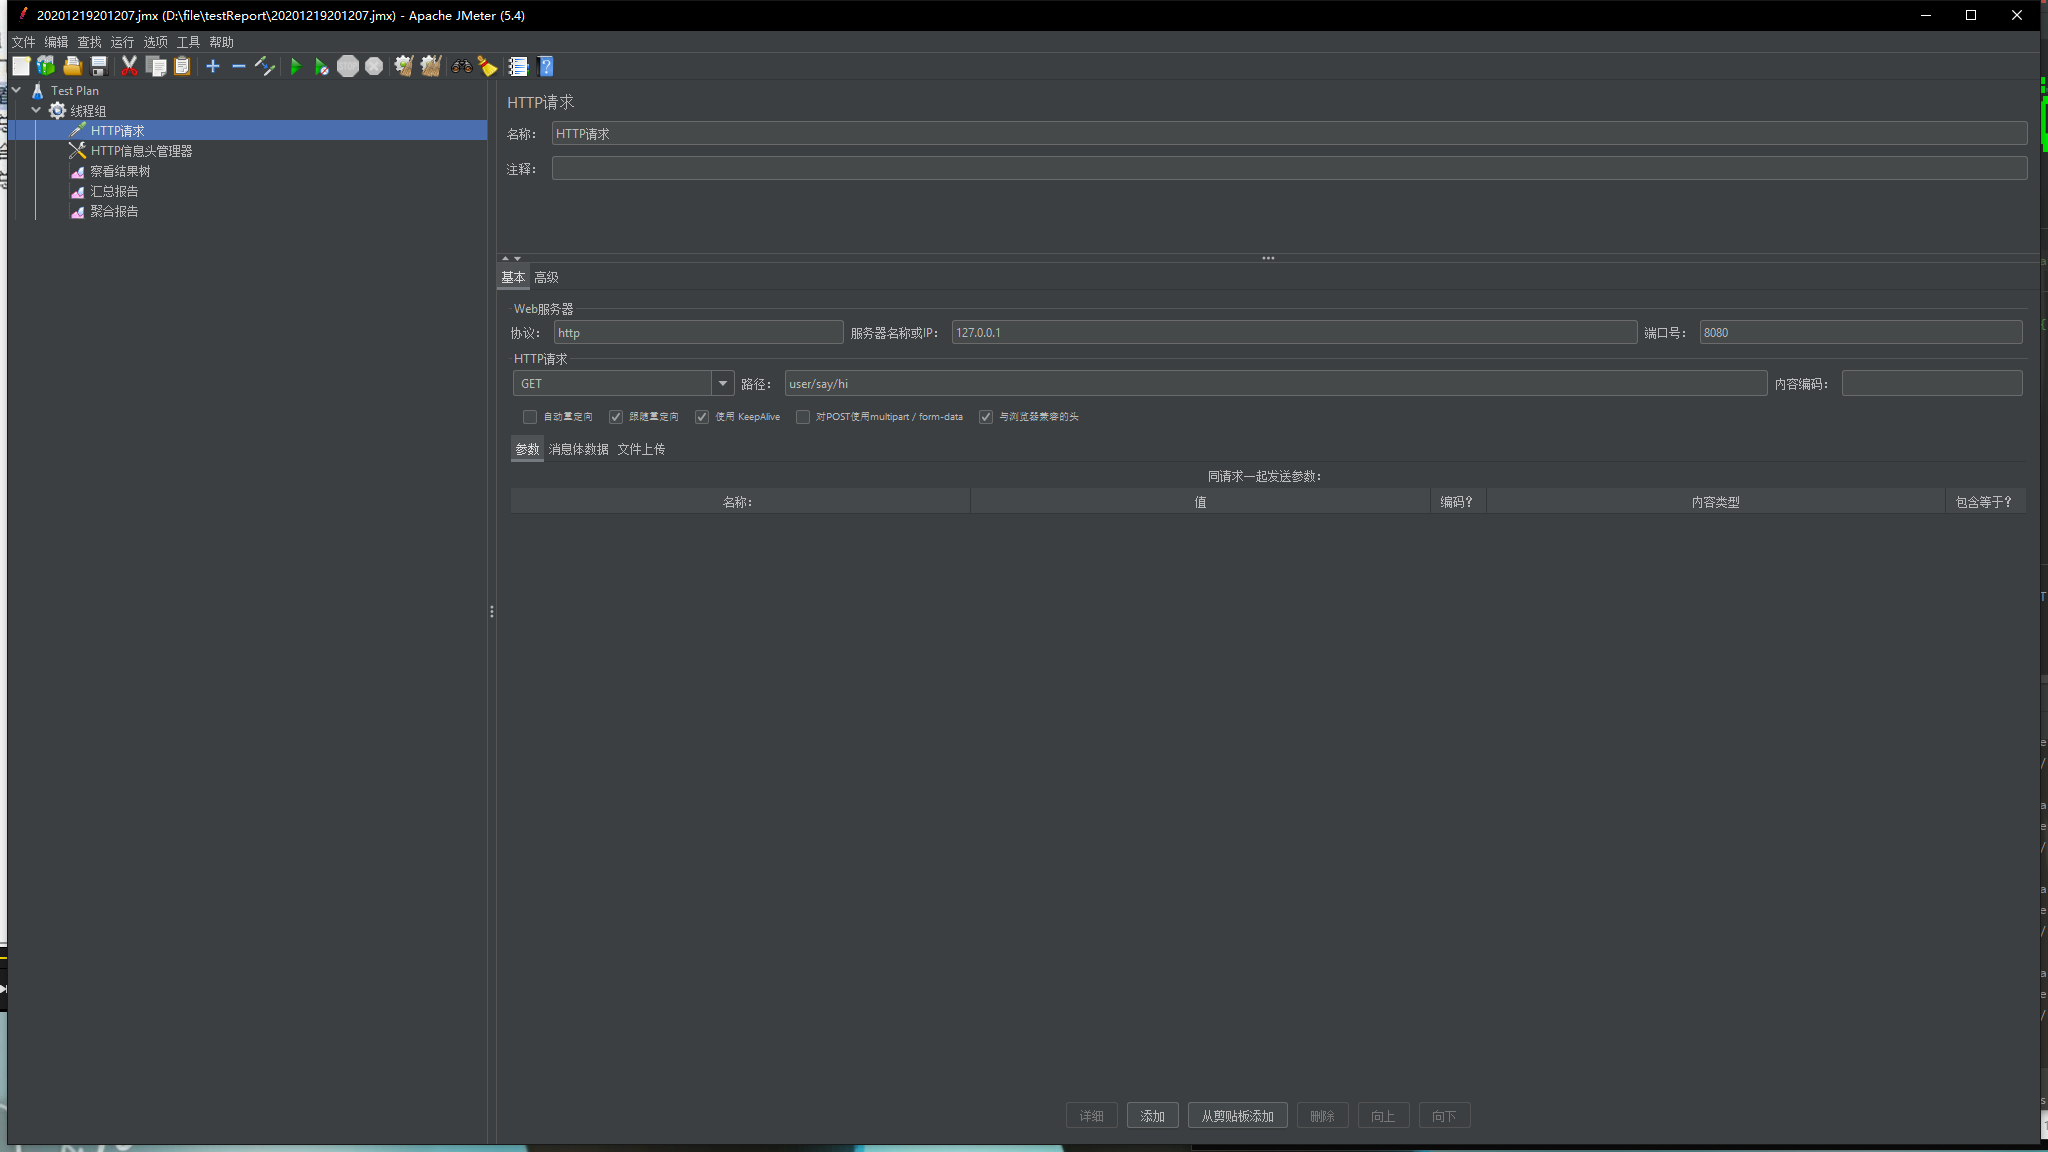 20201219201207.jmx (D:\file\testReport\20201219201207.jmx) - Apache JMeter (5.4)
文件 编辑 查找 运行 选项 工具 帮助
Test Plan
线程组
HTTP请求
HTTP信息头管理器
察看结果树
汇总报告
聚合报告
HTTP请求
名称： HTTP请求
注释：
基本 高级
Web服务器
协议： http 服务器名称或IP： 127.0.0.1 端口号： 8080
HTTP请求
GET 路径： user/say/hi 内容编码：
自动重定向 跟随重定向 使用 KeepAlive 对POST使用multipart / form-data 与浏览器兼容的头
参数 消息体数据 文件上传
同请求一起发送参数：
名称： 值 编码？ 内容类型 包含等于？
详细 添加 从剪贴板添加 删除 向上 向下